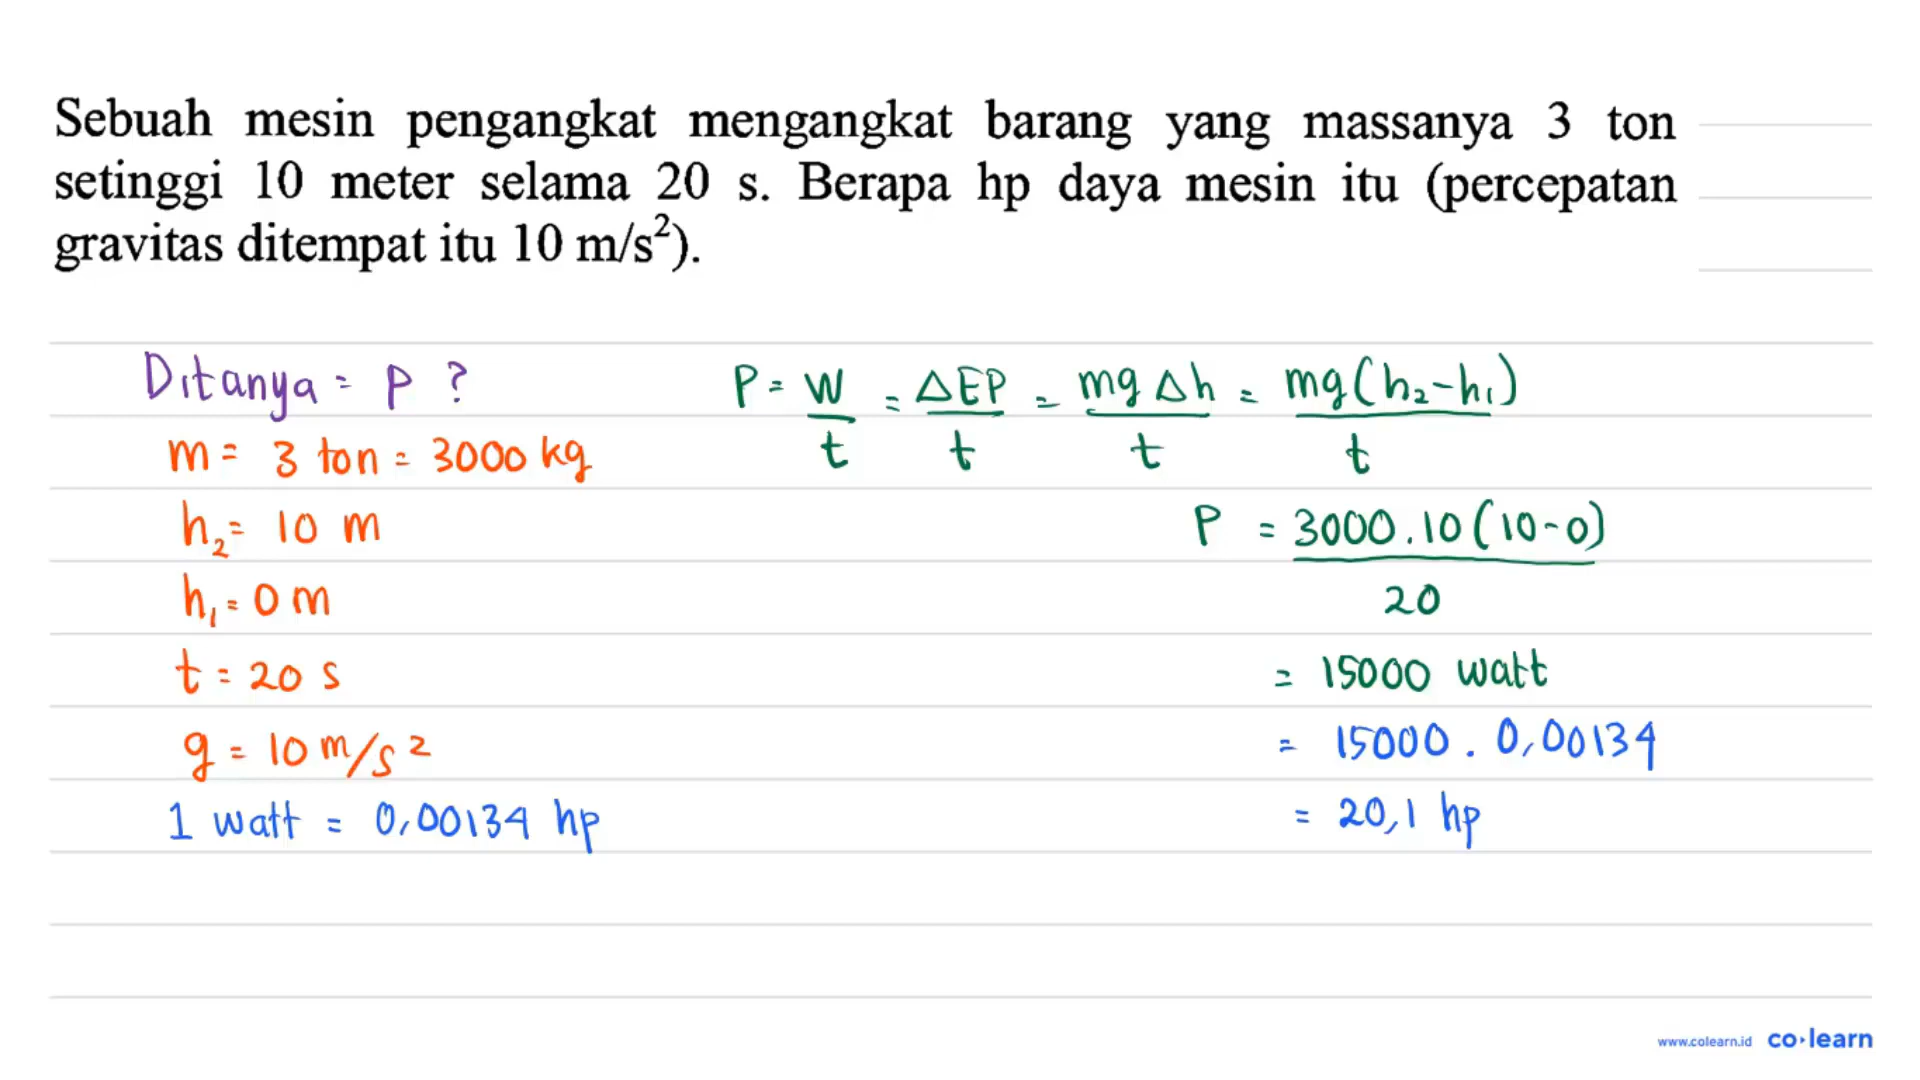 Sebuah mesin pengangkat mengangkat barang yang massanya 3 ton
setinggi 10 meter selama 20 s. Berapa hp daya mesin itu (percepatan
gravitas ditempat itu 10 m/s²).
Ditanya = P ?
m = 3 ton = 3000 kg
h₂ = 10 m
h₁ = 0 m
t = 20 s
g = 10 m/s²
1 watt = 0,00134 hp
P = W/t = ΔEP/t = mgΔh/t = mg(h₂-h₁)/t
P = 3000.10(10-0)/20
= 15000 watt
= 15000 . 0,00134
= 20,1 hp
www.colearn.id co·learn